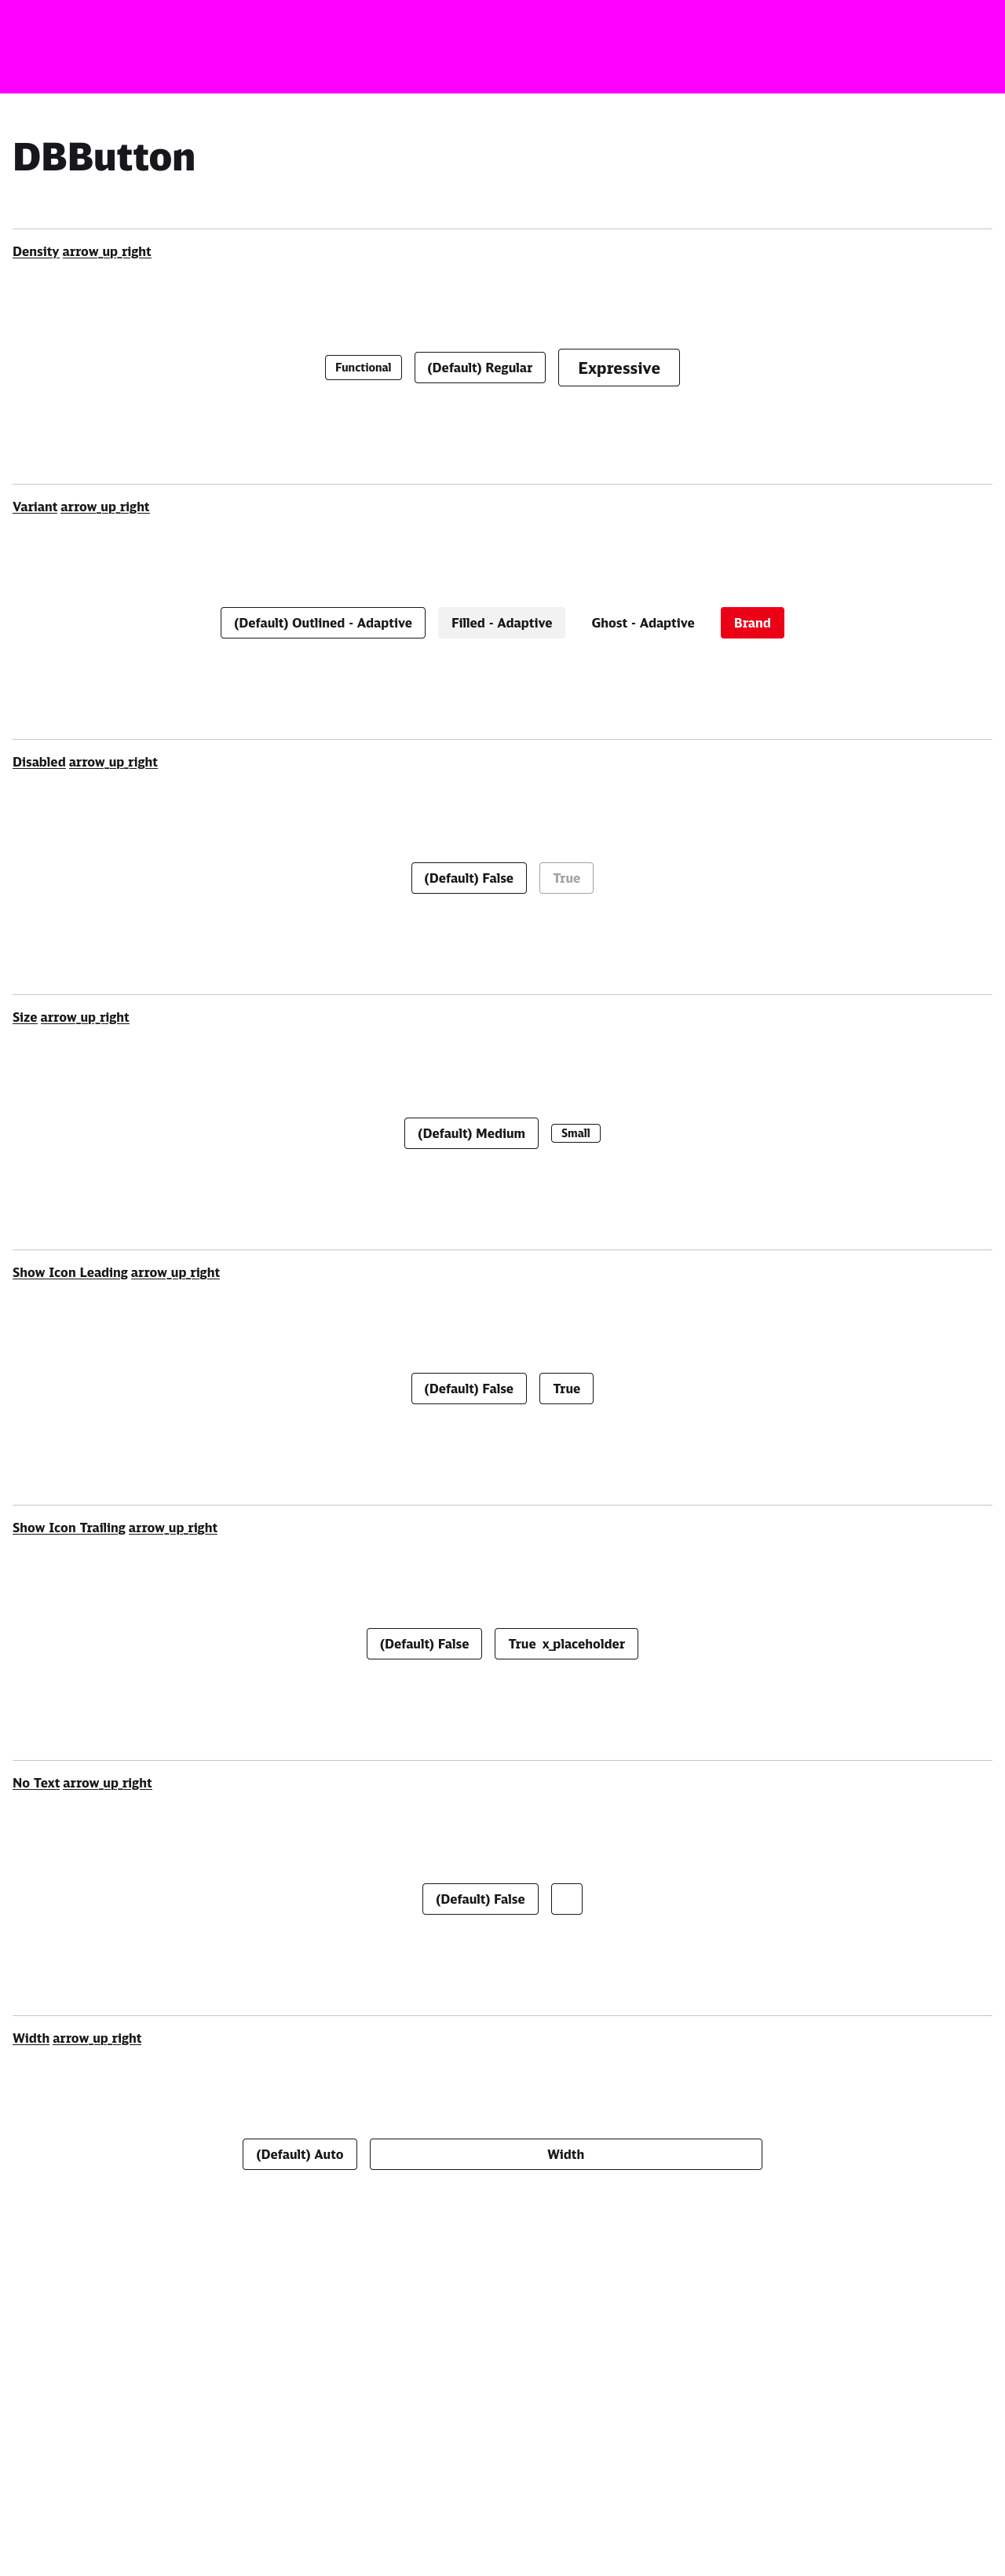 DBButton
Density arrow_up_right
Functional (Default) Regular Expressive
Variant arrow_up_right
(Default) Outlined - Adaptive Filled - Adaptive Ghost - Adaptive Brand
Disabled arrow_up_right
(Default) False True
Size arrow_up_right
(Default) Medium Small
Show Icon Leading arrow_up_right
(Default) False True
Show Icon Trailing arrow_up_right
(Default) False True x_placeholder
No Text arrow_up_right
(Default) False
Width arrow_up_right
(Default) Auto Width